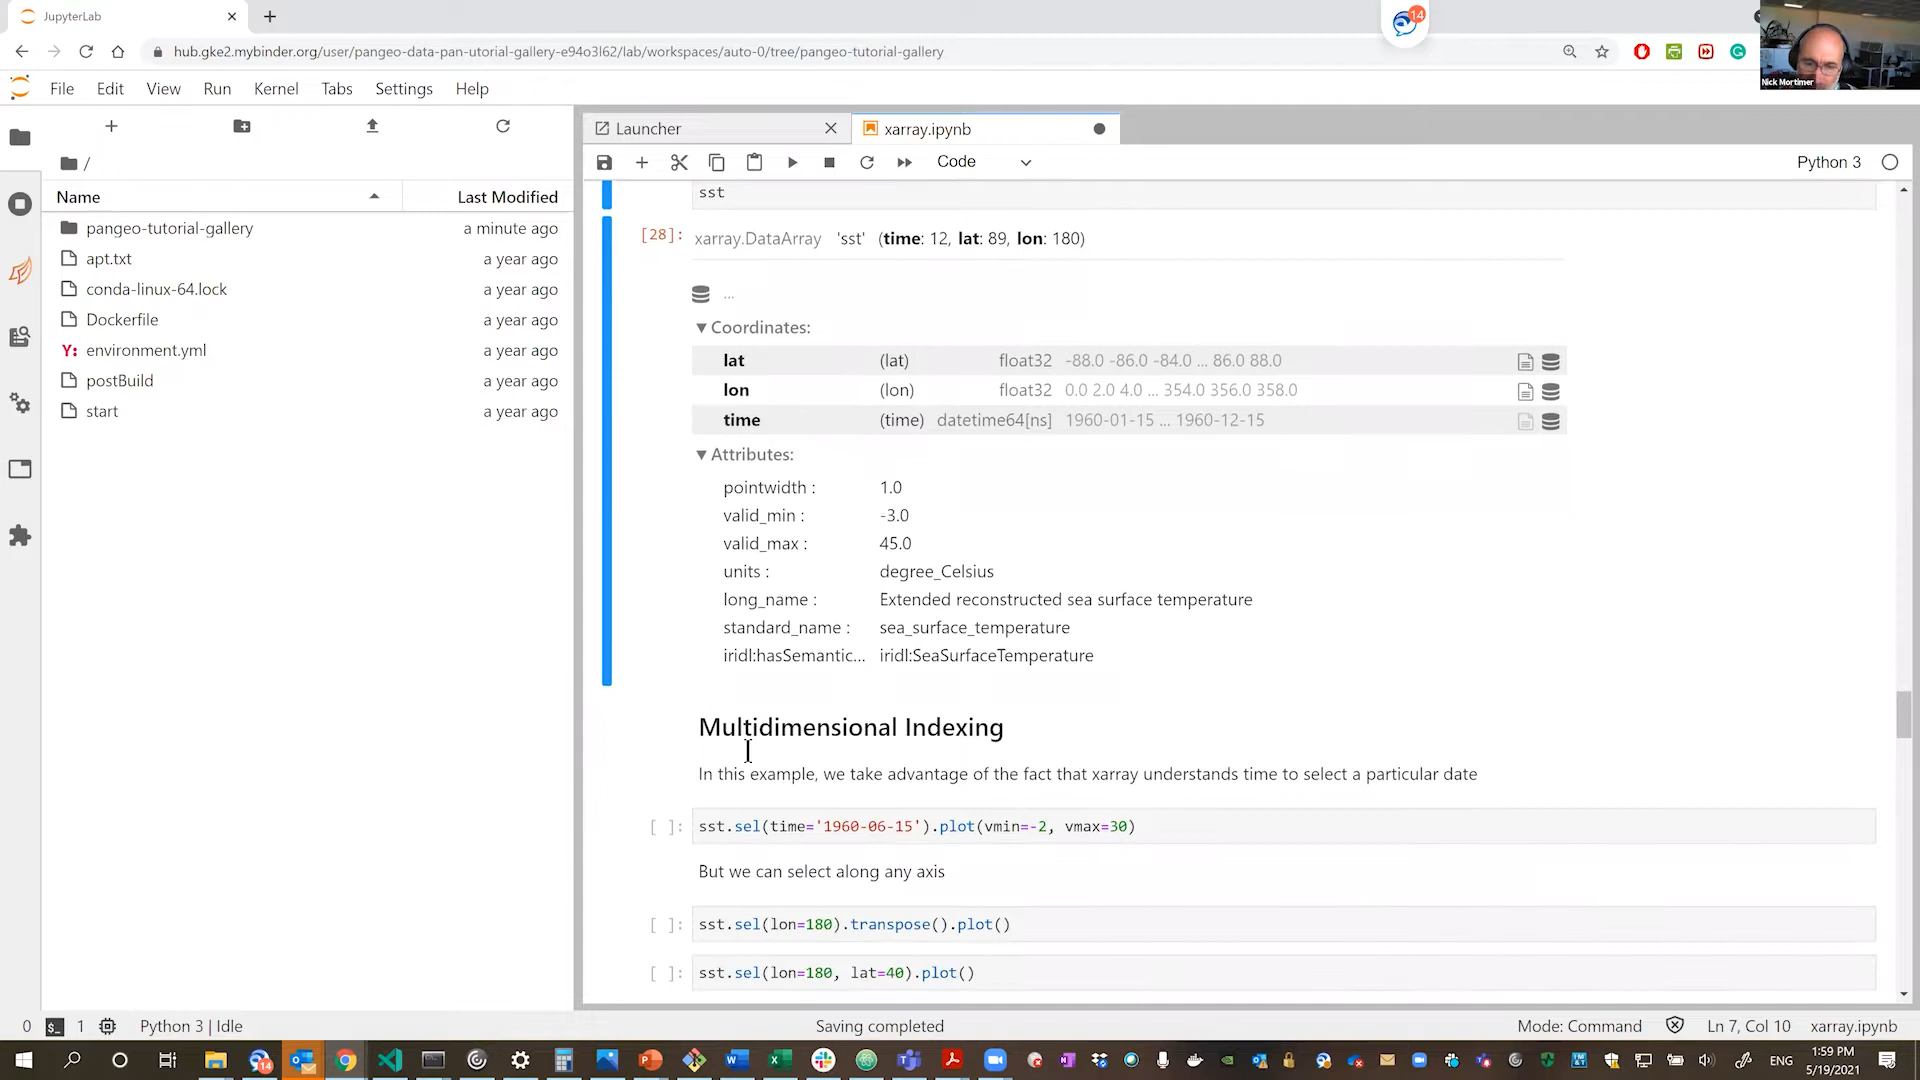 JupyterLab
14
hub.gke2.mybinder.org/user/pangeo-data-pan-utorial-gallery-e94o3l62/lab/workspaces/auto-0/tree/pangeo-tutorial-gallery
Nick Mortimer
File Edit View Run Kernel Tabs Settings Help
Launcher
xarray.ipynb
Code
Python 3
/
Name Last Modified
pangeo-tutorial-gallery a minute ago
apt.txt a year ago
conda-linux-64.lock a year ago
Dockerfile a year ago
Y: environment.yml a year ago
postBuild a year ago
start a year ago
sst
[28]: xarray.DataArray 'sst' (time: 12, lat: 89, lon: 180)
...
▼ Coordinates:
lat (lat) float32 -88.0 -86.0 -84.0 ... 86.0 88.0
lon (lon) float32 0.0 2.0 4.0 ... 354.0 356.0 358.0
time (time) datetime64[ns] 1960-01-15 ... 1960-12-15
▼ Attributes:
pointwidth : 1.0
valid_min : -3.0
valid_max : 45.0
units : degree_Celsius
long_name : Extended reconstructed sea surface temperature
standard_name : sea_surface_temperature
iridl:hasSemantic... iridl:SeaSurfaceTemperature
Multidimensional Indexing
In this example, we take advantage of the fact that xarray understands time to select a particular date
[ ]: sst.sel(time='1960-06-15').plot(vmin=-2, vmax=30)
But we can select along any axis
[ ]: sst.sel(lon=180).transpose().plot()
[ ]: sst.sel(lon=180, lat=40).plot()
0 1 Python 3 | Idle Saving completed Mode: Command Ln 7, Col 10 xarray.ipynb
14
ENG
1:59 PM
5/19/2021